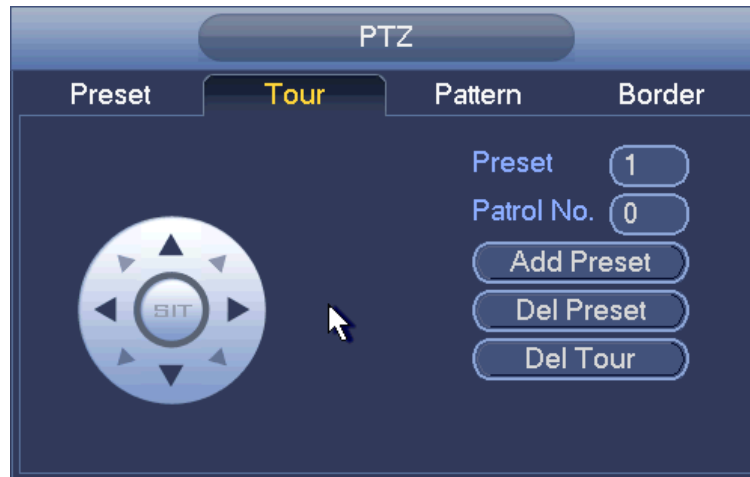 PTZ
Preset Tour Pattern Border
Preset 1
Patrol No. 0
SIT
Add Preset
Del Preset
Del Tour